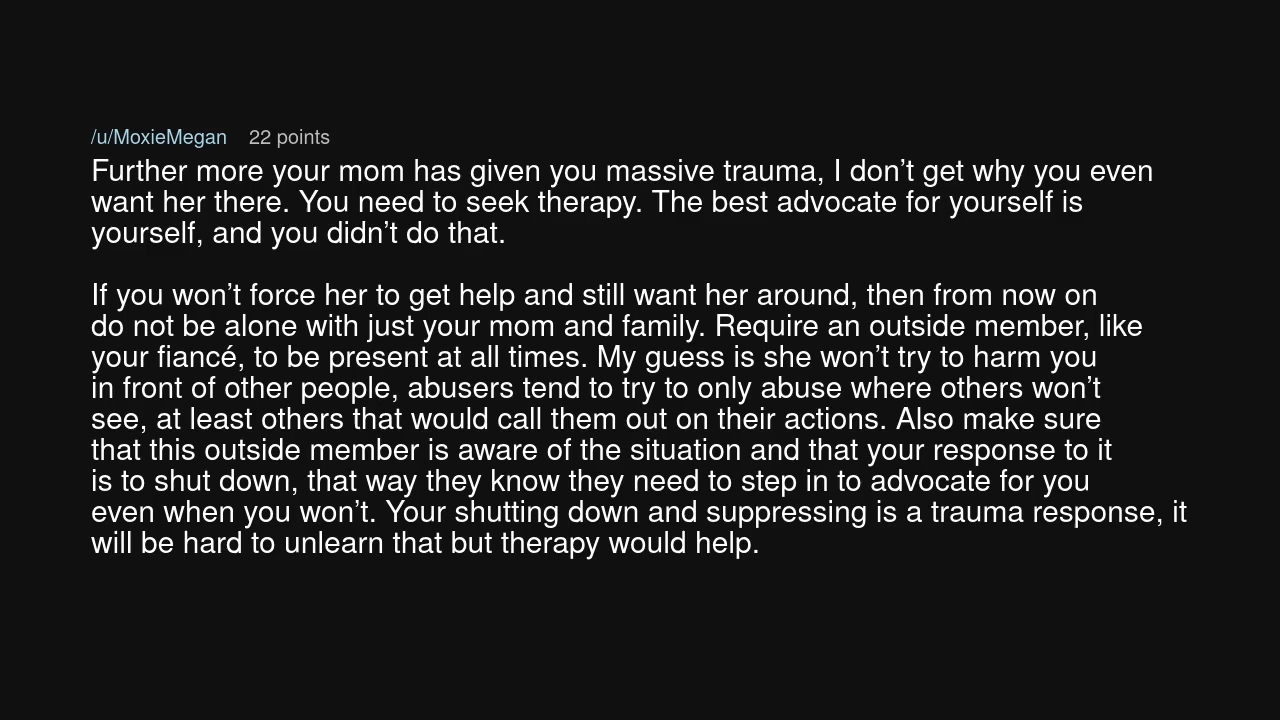 /u/MoxieMegan 22 points
Further more your mom has given you massive trauma, I don’t get why you even
want her there. You need to seek therapy. The best advocate for yourself is
yourself, and you didn’t do that.
If you won’t force her to get help and still want her around, then from now on
do not be alone with just your mom and family. Require an outside member, like
your fiancé, to be present at all times. My guess is she won’t try to harm you
in front of other people, abusers tend to try to only abuse where others won’t
see, at least others that would call them out on their actions. Also make sure
that this outside member is aware of the situation and that your response to it
is to shut down, that way they know they need to step in to advocate for you
even when you won’t. Your shutting down and suppressing is a trauma response, it
will be hard to unlearn that but therapy would help.